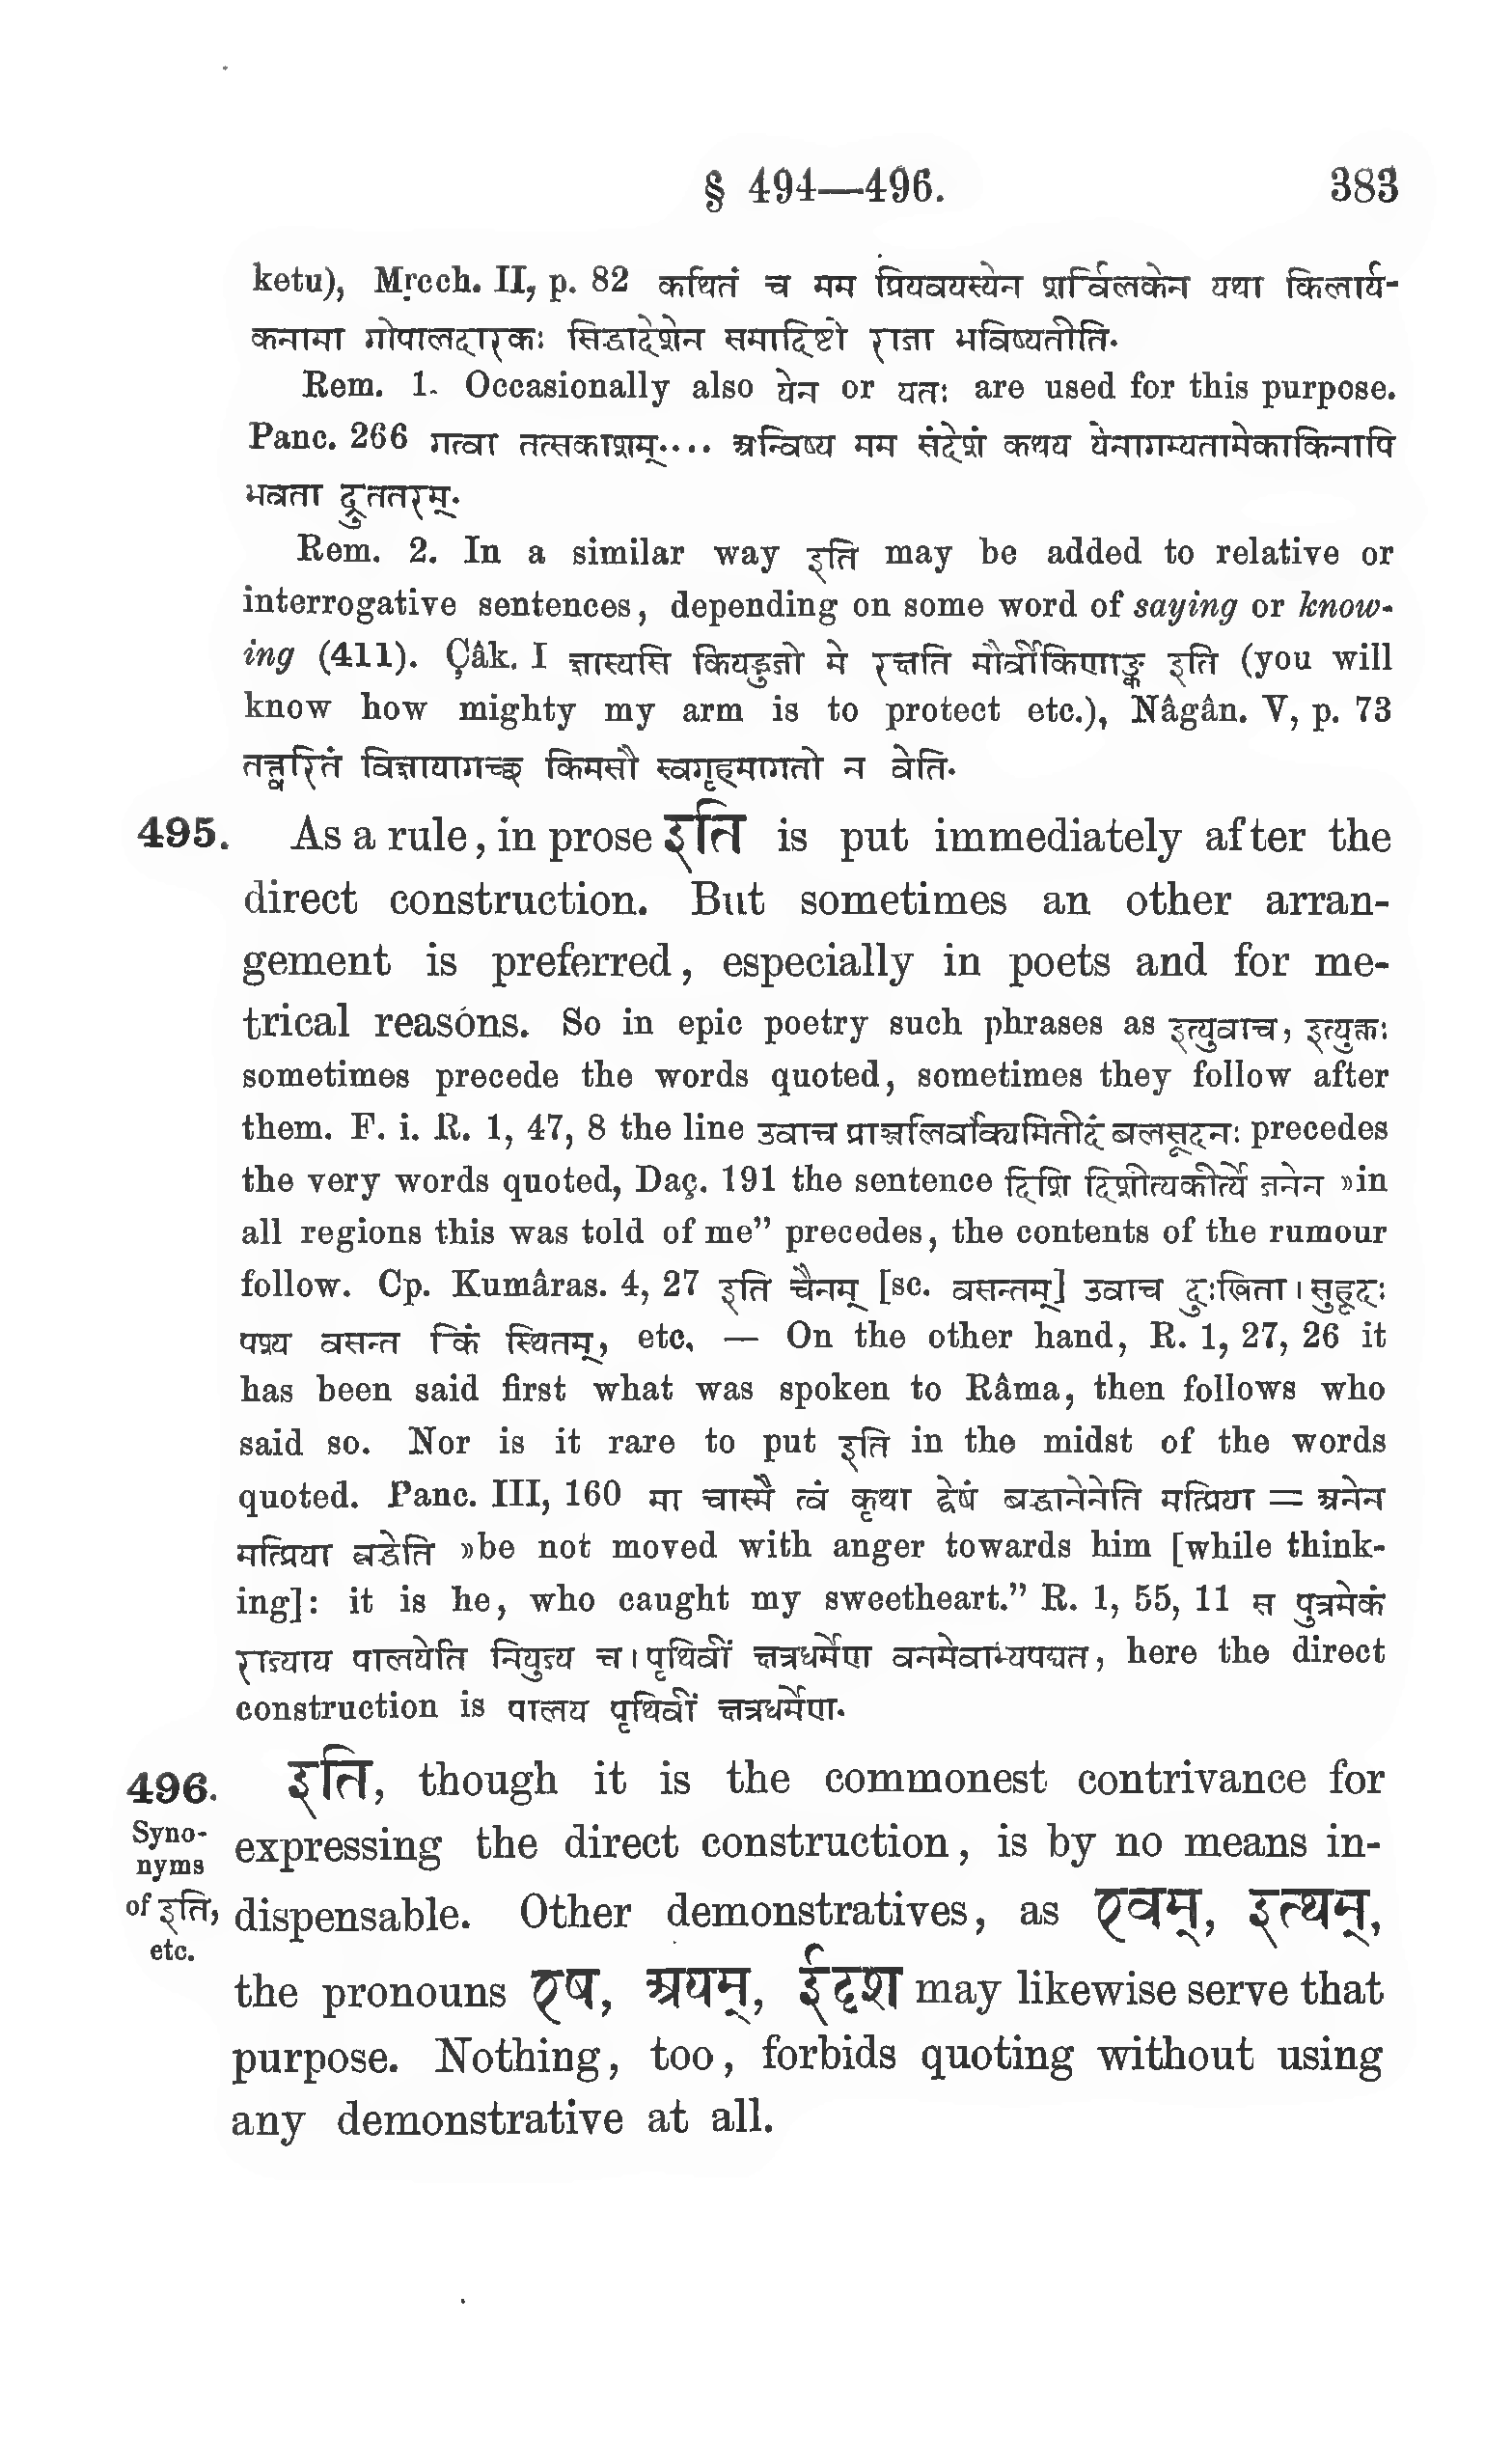 § 494—496. 383
ketu), Mṛcch. II, p. 82 कथितं च मम प्रियवयस्येन शर्विलकेन यथा किलार्य-
कनामा गोपालदारकः सिद्धादेशेन समादिष्टो राजा भविष्यतीति.
Rem. 1. Occasionally also येन or यतः are used for this purpose.
Panc. 266 गत्वा तत्सकाशम्.... अन्विष्य मम संदेशं कथय येनागम्यतामेकाकिनापि
भवता द्रुततरम्.
Rem. 2. In a similar way इति may be added to relative or
interrogative sentences, depending on some word of saying or know-
ing (411). Çâk. I ज्ञास्यसि कियद्भुजो मे रक्षति मौर्वीकिणाङ्क इति (you will
know how mighty my arm is to protect etc.), Nâgân. V, p. 73
तत्त्वरितं विज्ञायागच्छ किमसौ स्वगृहमागतो न वेति.
495. As a rule, in prose इति is put immediately after the
direct construction. But sometimes an other arran-
gement is preferred, especially in poets and for me-
trical reasons. So in epic poetry such phrases as इत्युवाच, इत्युक्तः
sometimes precede the words quoted, sometimes they follow after
them. F. i. R. 1, 47, 8 the line उवाच प्राञ्जलिर्वाक्यमितीदं बलसूदनः precedes
the very words quoted, Daç. 191 the sentence दिशि दिशीत्यकीर्त्ये जनेन »in
all regions this was told of me” precedes, the contents of the rumour
follow. Cp. Kumâras. 4, 27 इति चैनम् [sc. वसन्तम्] उवाच दुःखिता । सुहृदः
पश्य वसन्त किं स्थितम्, etc. — On the other hand, R. 1, 27, 26 it
has been said first what was spoken to Râma, then follows who
said so. Nor is it rare to put इति in the midst of the words
quoted. Panc. III, 160 मा चास्मै त्वं कृथा द्वेषं बद्धानेनेति मत्प्रिया = अनेन
मत्प्रिया बद्धेति »be not moved with anger towards him [while think-
ing]: it is he, who caught my sweetheart.” R. 1, 55, 11 स पुत्रमेकं
राज्याय पालयेति नियुज्य च । पृथिवीं क्षत्रधर्मेण वनमेवाभ्यपद्यत, here the direct
construction is पालय पृथिवीं क्षत्रधर्मेण.
496. इति, though it is the commonest contrivance for
Syno-
nyms
of इति,
etc.
expressing the direct construction, is by no means in-
dispensable. Other demonstratives, as एवम्, इत्थम्,
the pronouns एष, अयम्, ईदृश may likewise serve that
purpose. Nothing, too, forbids quoting without using
any demonstrative at all.